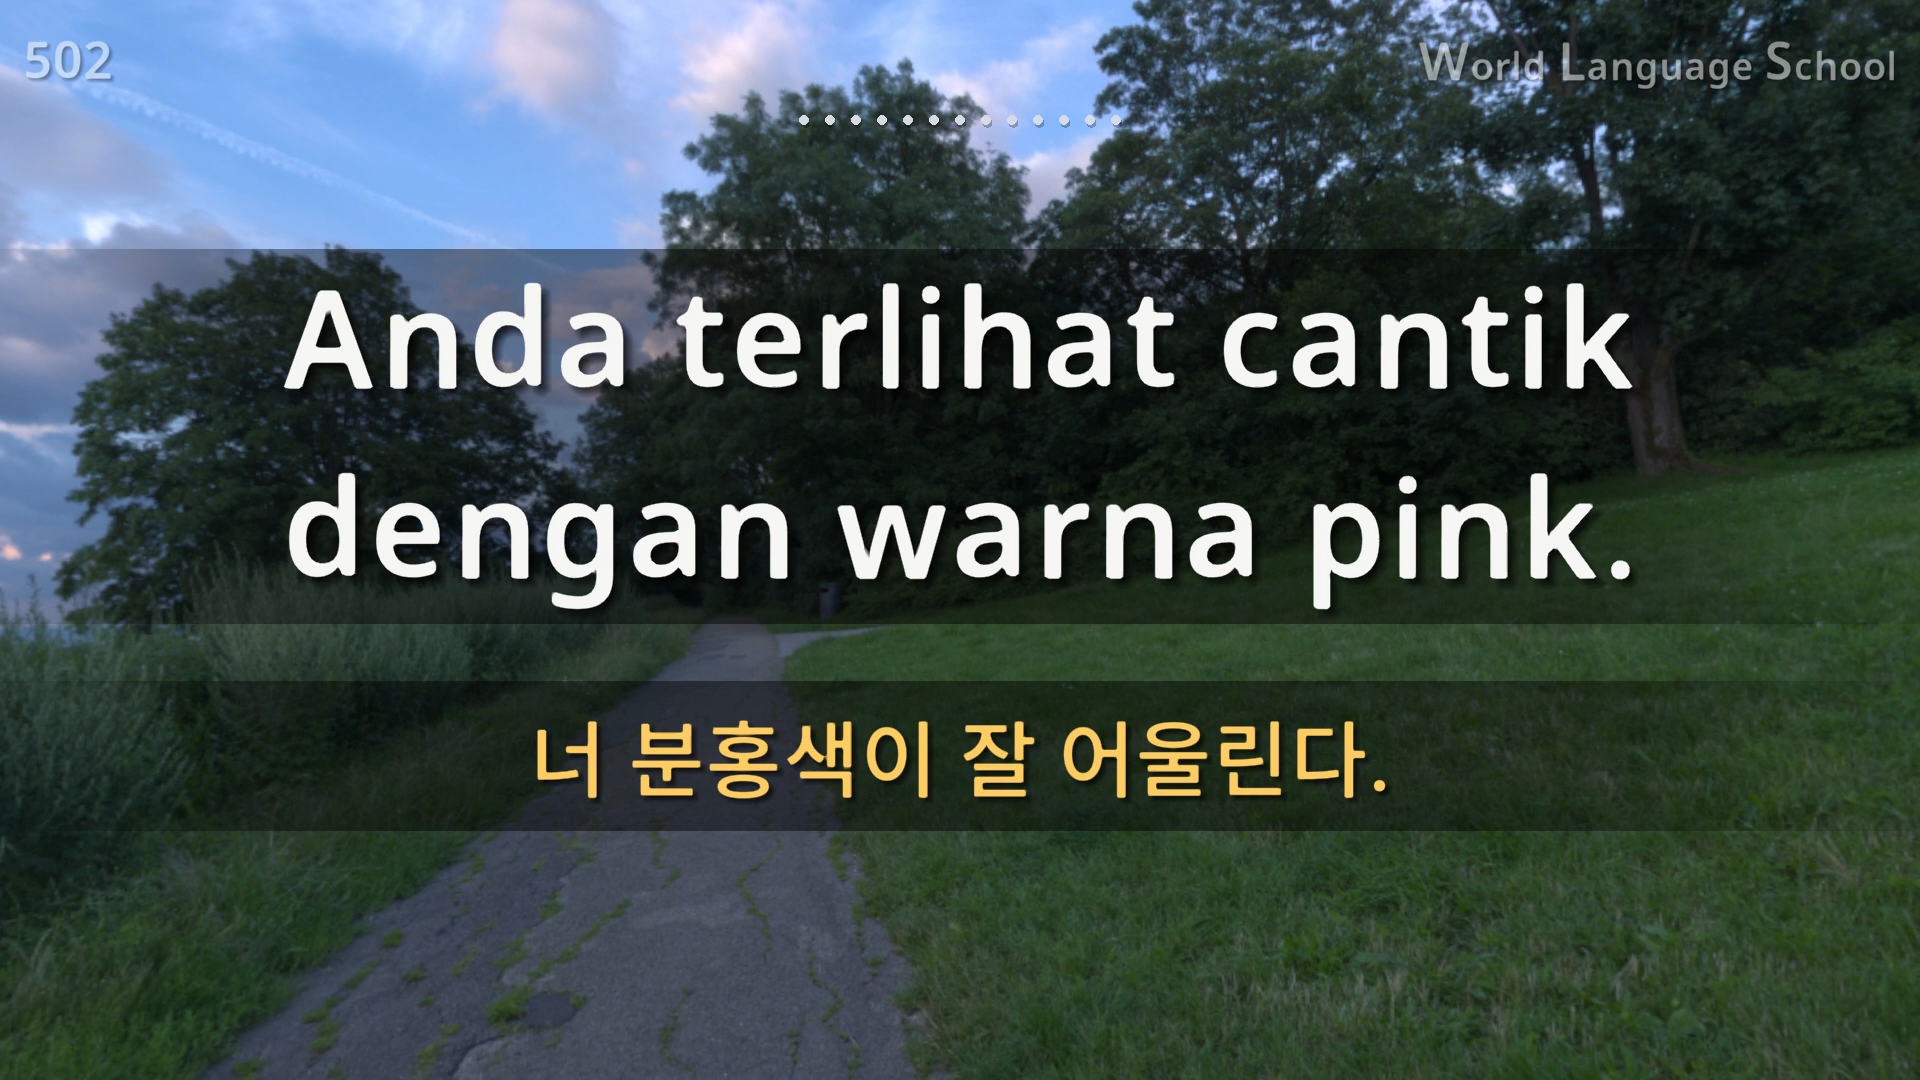 502
World Language School
Anda terlihat cantik
dengan warna pink.
너 분홍색이 잘 어울린다.